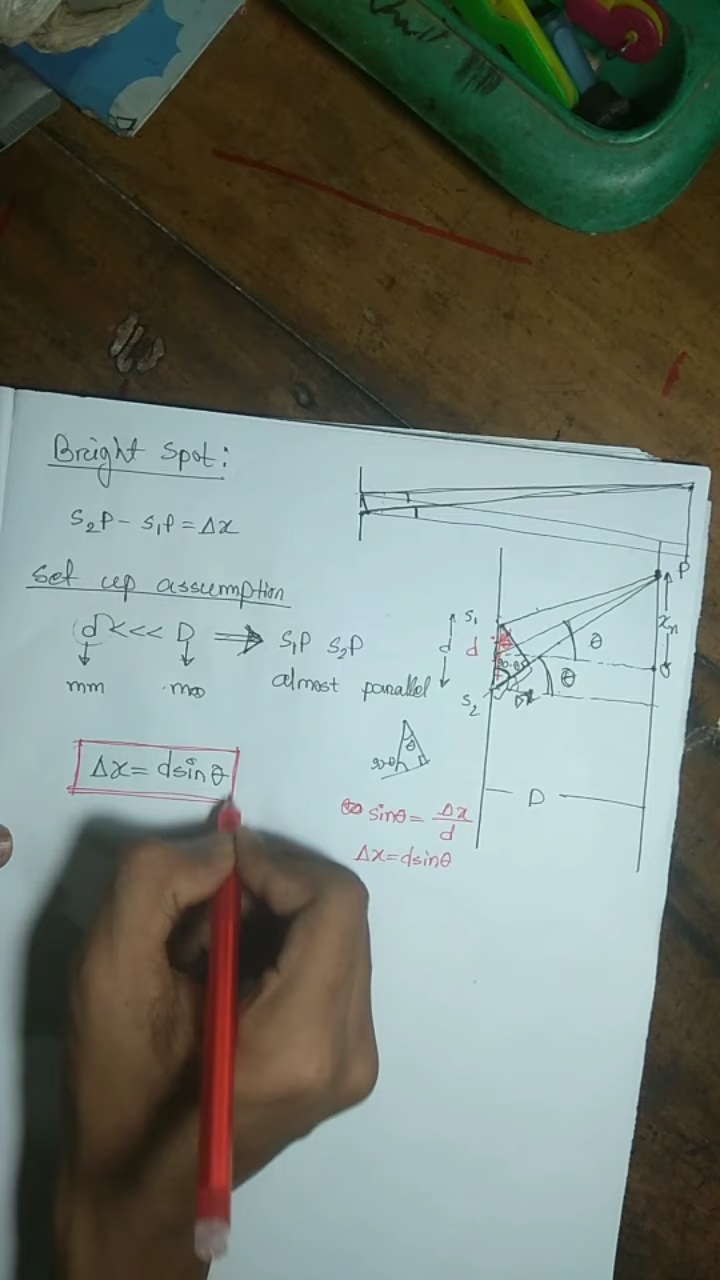 Bright Spot:
S₂P - S₁P = Δx
Set up assumption
d <<< D ⇒ S₁P S₂P
mm
almost parallel
Δx = dsinθ
sinθ = Δx/d
Δx = dsinθ
P
xₙ
S₁
d
d
θ
θ
S₂
Δx
θ
D